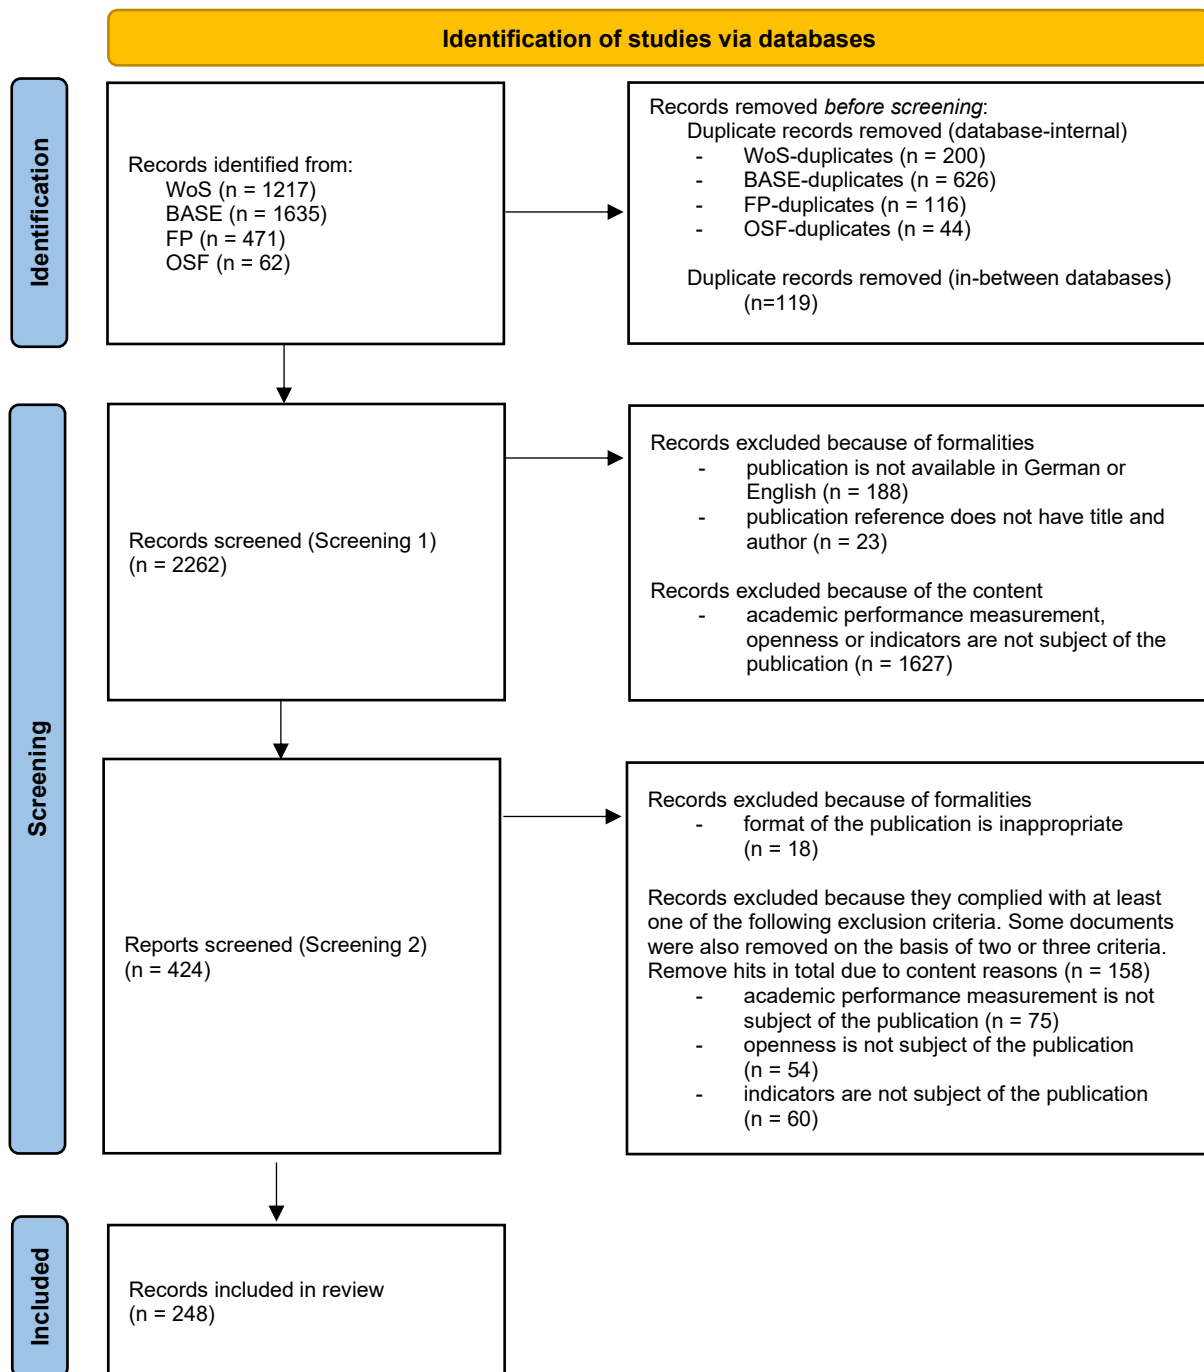 Identification of studies via databases
Identification
Records identified from:
WoS (n = 1217)
BASE (n = 1635)
FP (n = 471)
OSF (n = 62)
Records removed before screening:
Duplicate records removed (database-internal)
- WoS-duplicates (n = 200)
- BASE-duplicates (n = 626)
- FP-duplicates (n = 116)
- OSF-duplicates (n = 44)
Duplicate records removed (in-between databases)
(n=119)
Screening
Records screened (Screening 1)
(n = 2262)
Records excluded because of formalities
- publication is not available in German or
English (n = 188)
- publication reference does not have title and
author (n = 23)
Records excluded because of the content
- academic performance measurement,
openness or indicators are not subject of the
publication (n = 1627)
Reports screened (Screening 2)
(n = 424)
Records excluded because of formalities
- format of the publication is inappropriate
(n = 18)
Records excluded because they complied with at least
one of the following exclusion criteria. Some documents
were also removed on the basis of two or three criteria.
Remove hits in total due to content reasons (n = 158)
- academic performance measurement is not
subject of the publication (n = 75)
- openness is not subject of the publication
(n = 54)
- indicators are not subject of the publication
(n = 60)
Included
Records included in review
(n = 248)